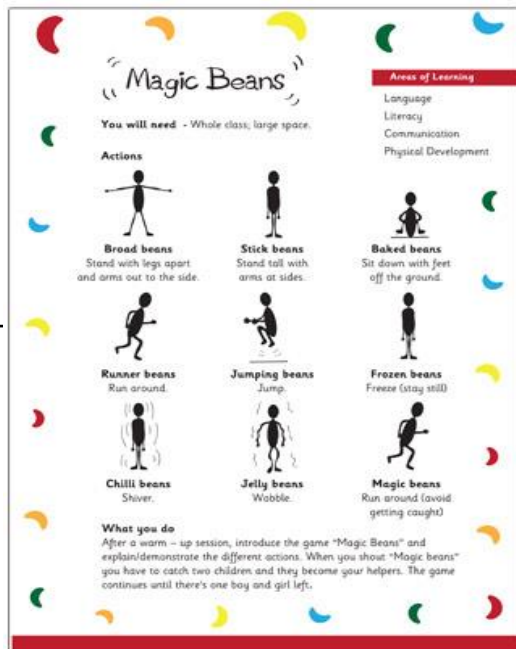 Magic Beans
Areas of Learning
Language
Literacy
Communication
Physical Development
You will need - Whole class; large space.
Actions
Broad beans
Stand with legs apart
and arms out to the side.
Stick beans
Stand tall with
arms at sides.
Baked beans
Sit down with feet
off the ground.
Runner beans
Run around.
Jumping beans
Jump.
Frozen beans
Freeze (stay still)
Chilli beans
Shiver.
Jelly beans
Wobble.
Magic beans
Run around (avoid
getting caught)
What you do
After a warm – up session, introduce the game "Magic Beans" and
explain/demonstrate the different actions. When you shout "Magic beans"
you have to catch two children and they become your helpers. The game
continues until there's one boy and girl left.